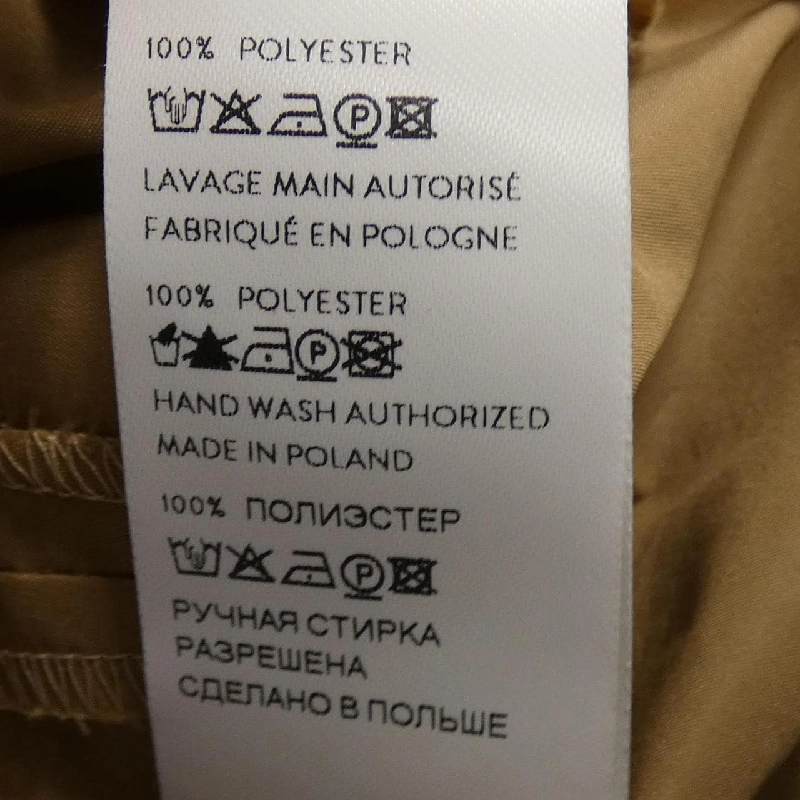 100% POLYESTER
P
LAVAGE MAIN AUTORISÉ
FABRIQUÉ EN POLOGNE
100% POLYESTER
P
HAND WASH AUTHORIZED
MADE IN POLAND
100% ПОЛИЭСТЕР
P
РУЧНАЯ СТИРКА
РАЗРЕШЕНА
СДЕЛАНО В ПОЛЬШЕ